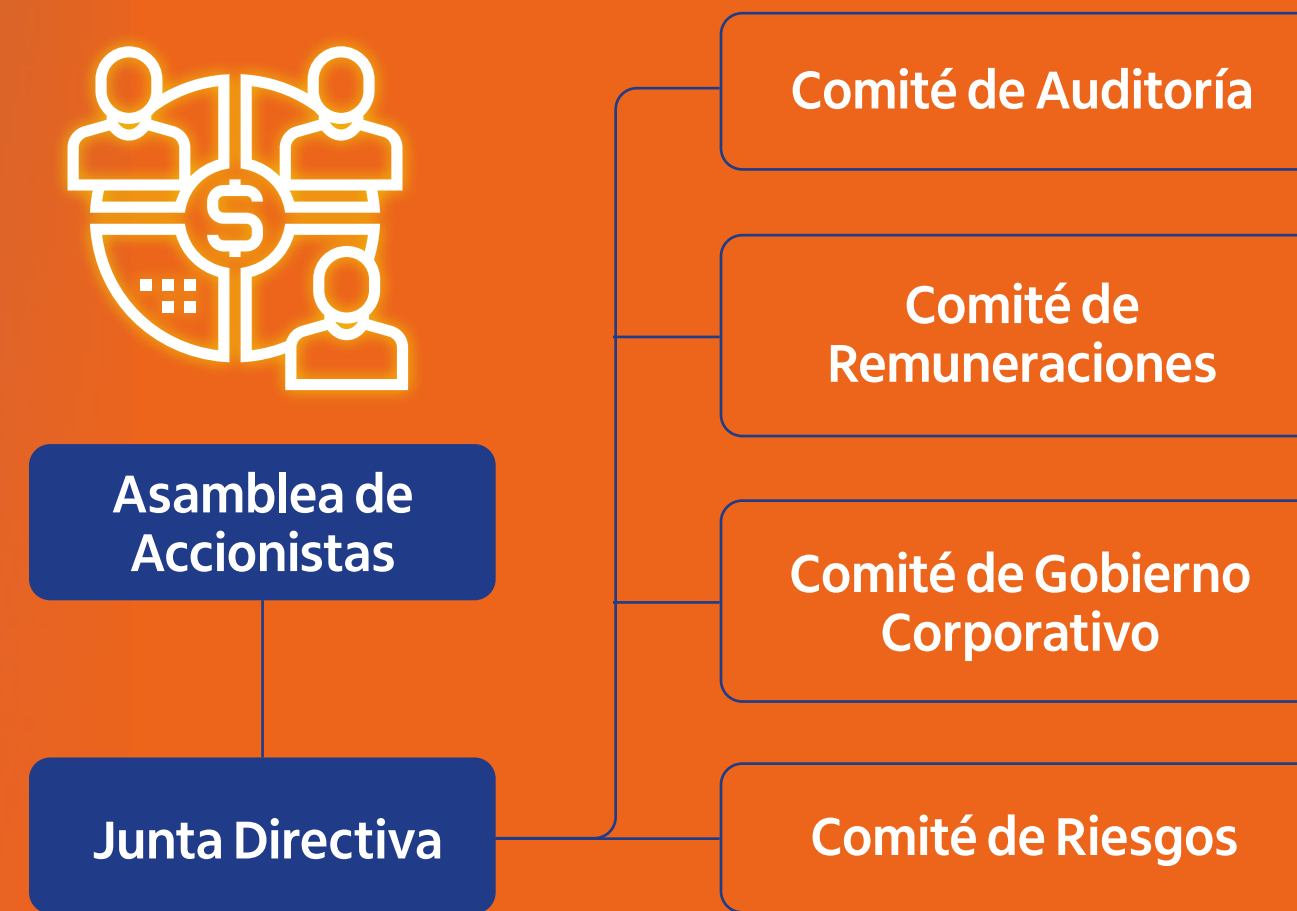 Asamblea de
Accionistas
Junta Directiva
Comité de Auditoría
Comité de
Remuneraciones
Comité de Gobierno
Corporativo
Comité de Riesgos